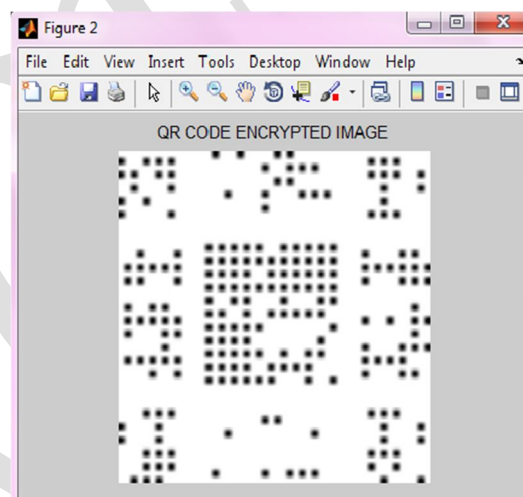 Figure 2
File Edit View Insert Tools Desktop Window Help
QR CODE ENCRYPTED IMAGE